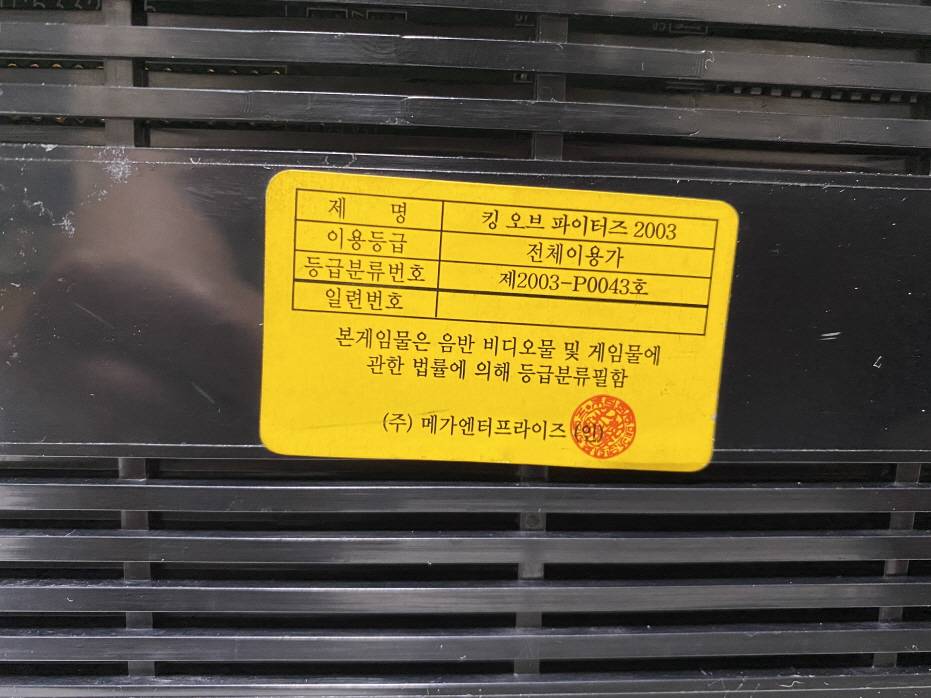 제 명 킹 오브 파이터즈 2003
이용등급 전체이용가
등급분류번호 제2003-P0043호
일련번호
본게임물은 음반 비디오물 및 게임물에
관한 법률에 의해 등급분류필함
(주) 메가엔터프라이즈 (인)